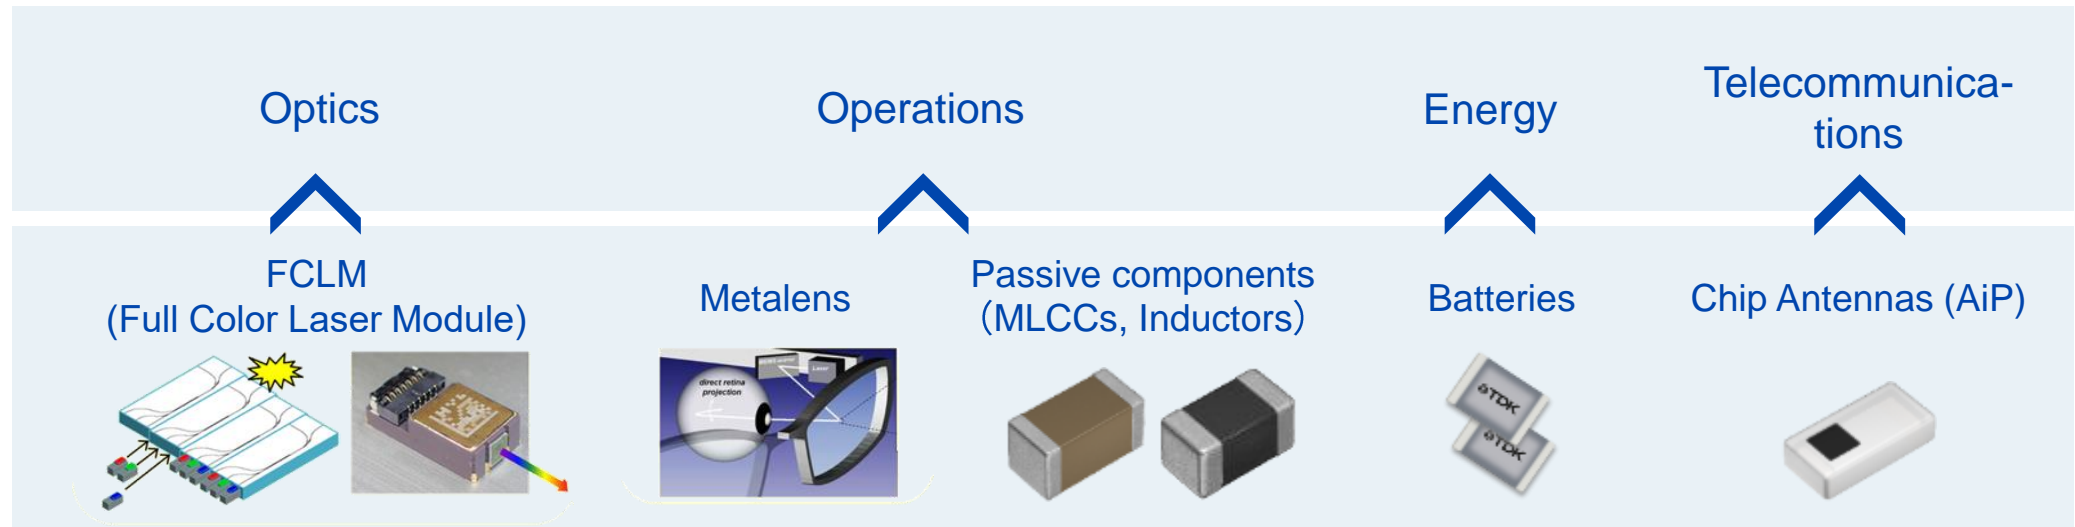 Optics
Operations
Energy
Telecommunica-
tions
FCLM
(Full Color Laser Module)
Metalens
Passive components
（MLCCs, Inductors）
Batteries
Chip Antennas (AiP)
direct retina
projection
Laser
TDK
TDK